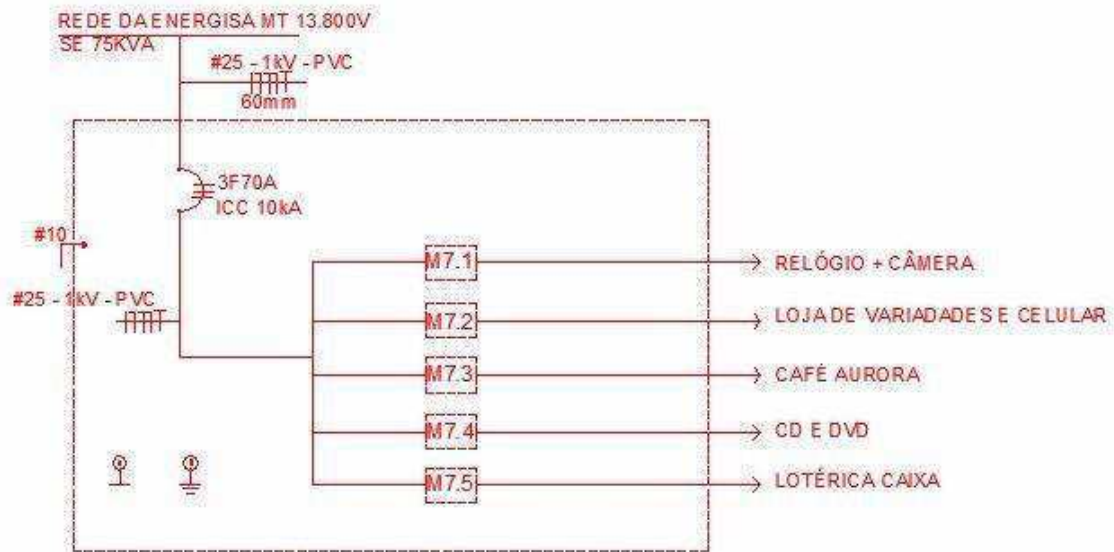 REDE DA ENERGISA MT 13.800V
SE 75KVA
#25 - 1kV - PVC
60mm
3F70A
ICC 10kA
#10
#25 - 1kV - PVC
M7.1
RELÓGIO + CÂMERA
M7.2
LOJA DE VARIADADES E CELULAR
M7.3
CAFÉ AURORA
M7.4
CD E DVD
M7.5
LOTÉRICA CAIXA